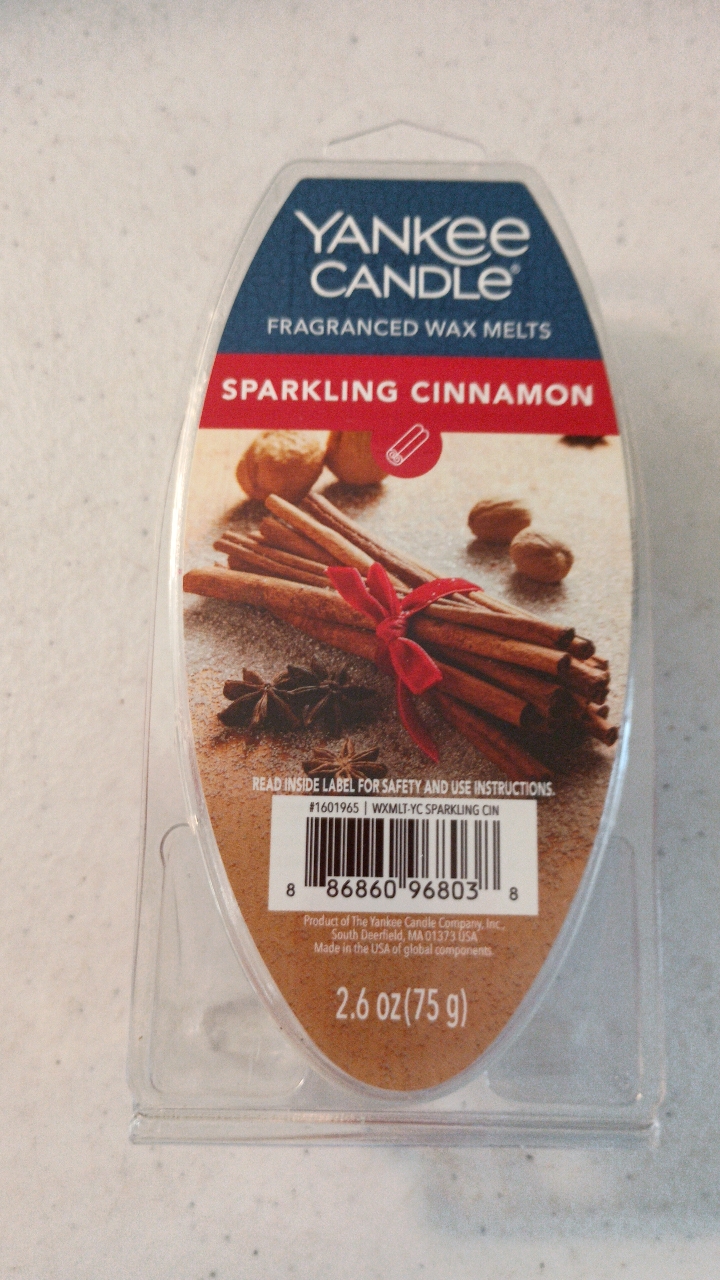 YANKEE
CANDLE®
FRAGRANCED WAX MELTS
SPARKLING CINNAMON
READ INSIDE LABEL FOR SAFETY AND USE INSTRUCTIONS.
#1601965 | WXMLT-YC SPARKLING CIN
8 86860 96803 8
Product of The Yankee Candle Company, Inc.,
South Deerfield, MA 01373 USA
Made in the USA of global components
2.6 oz(75 g)